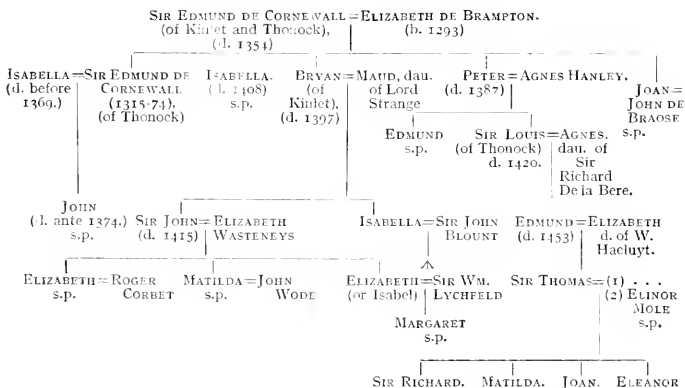 SIR EDMUND DE CORNEWALL = ELIZABETH DE BRAMPTON.
(of Kinlet and Thonock), (b. 1293)
(d. 1354)
ISABELLA = SIR EDMUND DE ISABELLA. BRYAN = MAUD, dau. PETER = AGNES HANLEY.
(d. before CORNEWALL (d. 1408) (of of Lord (d. 1387) JOAN =
1369.) (1315-74), s.p. Kinlet), Strange JOHN DE
(of Thonock) (d. 1397) BRAOSE
EDMUND SIR LOUIS = AGNES. s.p.
s.p. (of Thonock) dau. of
d. 1420. Sir
Richard
De la Bere.
JOHN
(d. ante 1374.) SIR JOHN = ELIZABETH ISABELLA = SIR JOHN EDMUND = ELIZABETH
s.p. (d. 1415) WASTENEYS BLOUNT (d. 1453) d. of W.
Hacluyt.
ELIZABETH = ROGER MATILDA = JOHN ELIZABETH = SIR WM. SIR THOMAS = (1) . . .
s.p. CORBET s.p. WODE (or Isabel) LYCHFELD (2) ELINOR
MOLE
MARGARET s.p.
s.p.
SIR RICHARD. MATILDA. JOAN. ELEANOR